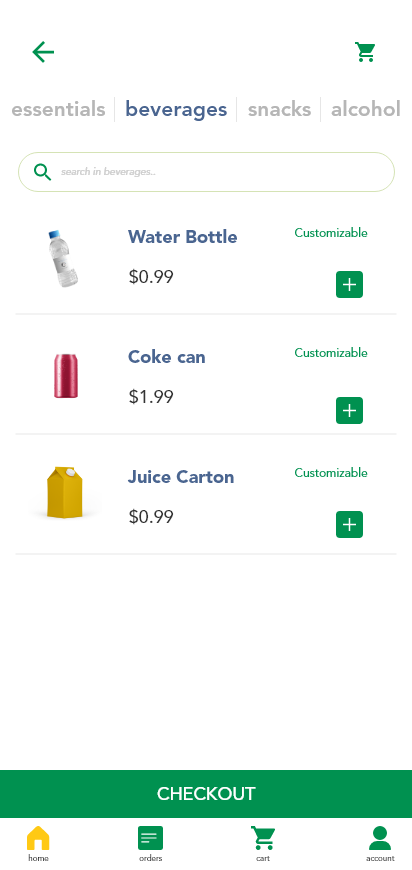 essentials beverages snacks alcohol
search in beverages..
Water Bottle Customizable
$0.99
Coke can Customizable
$1.99
Juice Carton Customizable
$0.99
CHECKOUT
home orders cart account